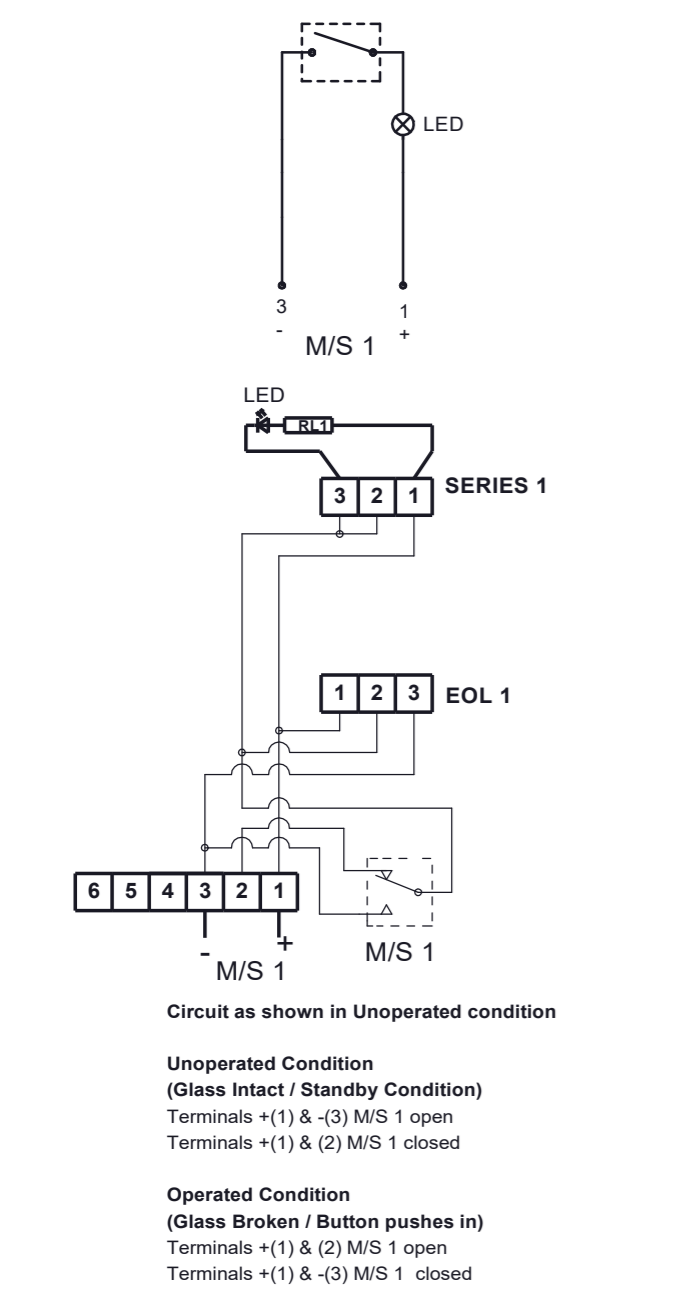 LED
3 1
- +
M/S 1
LED
RL1
3 2 1 SERIES 1
1 2 3 EOL 1
6 5 4 3 2 1
- +
M/S 1 M/S 1
Circuit as shown in Unoperated condition
Unoperated Condition
(Glass Intact / Standby Condition)
Terminals +(1) & -(3) M/S 1 open
Terminals +(1) & (2) M/S 1 closed
Operated Condition
(Glass Broken / Button pushes in)
Terminals +(1) & (2) M/S 1 open
Terminals +(1) & -(3) M/S 1  closed